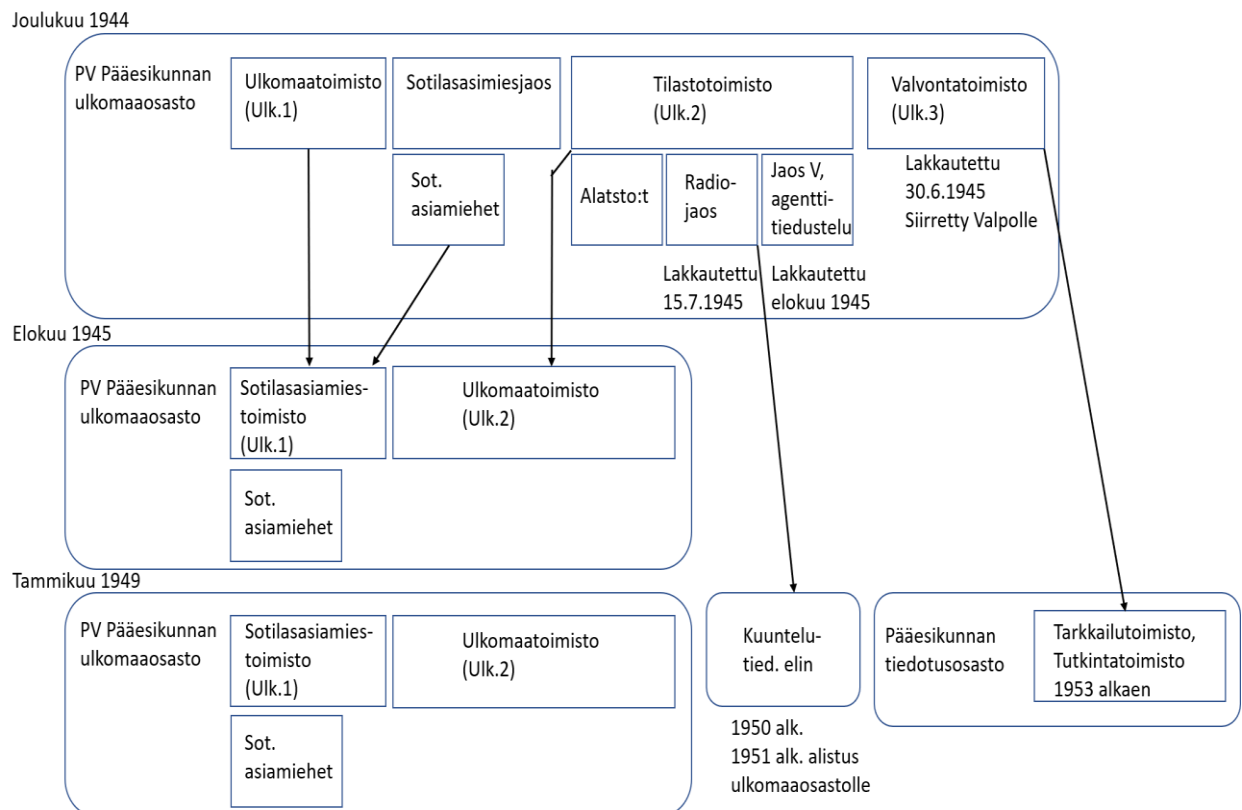 Joulukuu 1944
PV Pääesikunnan
ulkomaaosasto
Ulkomaatoimisto
(Ulk.1)
Sotilasasimiesjaos
Tilastotoimisto
(Ulk.2)
Valvontatoimisto
(Ulk.3)
Sot.
asiamiehet
Alatsto:t
Radio-
jaos
Jaos V,
agentti-
tiedustelu
Lakkautettu
30.6.1945
Siirretty Valpolle
Lakkautettu
15.7.1945
Lakkautettu
elokuu 1945
Elokuu 1945
PV Pääesikunnan
ulkomaaosasto
Sotilasasiamies-
toimisto
(Ulk.1)
Ulkomaatoimisto
(Ulk.2)
Sot.
asiamiehet
Tammikuu 1949
PV Pääesikunnan
ulkomaaosasto
Sotilasasiamies-
toimisto
(Ulk.1)
Ulkomaatoimisto
(Ulk.2)
Sot.
asiamiehet
Kuuntelu-
tied. elin
1950 alk.
1951 alk. alistus
ulkomaaosastolle
Pääesikunnan
tiedotusosasto
Tarkkailutoimisto,
Tutkintatoimisto
1953 alkaen